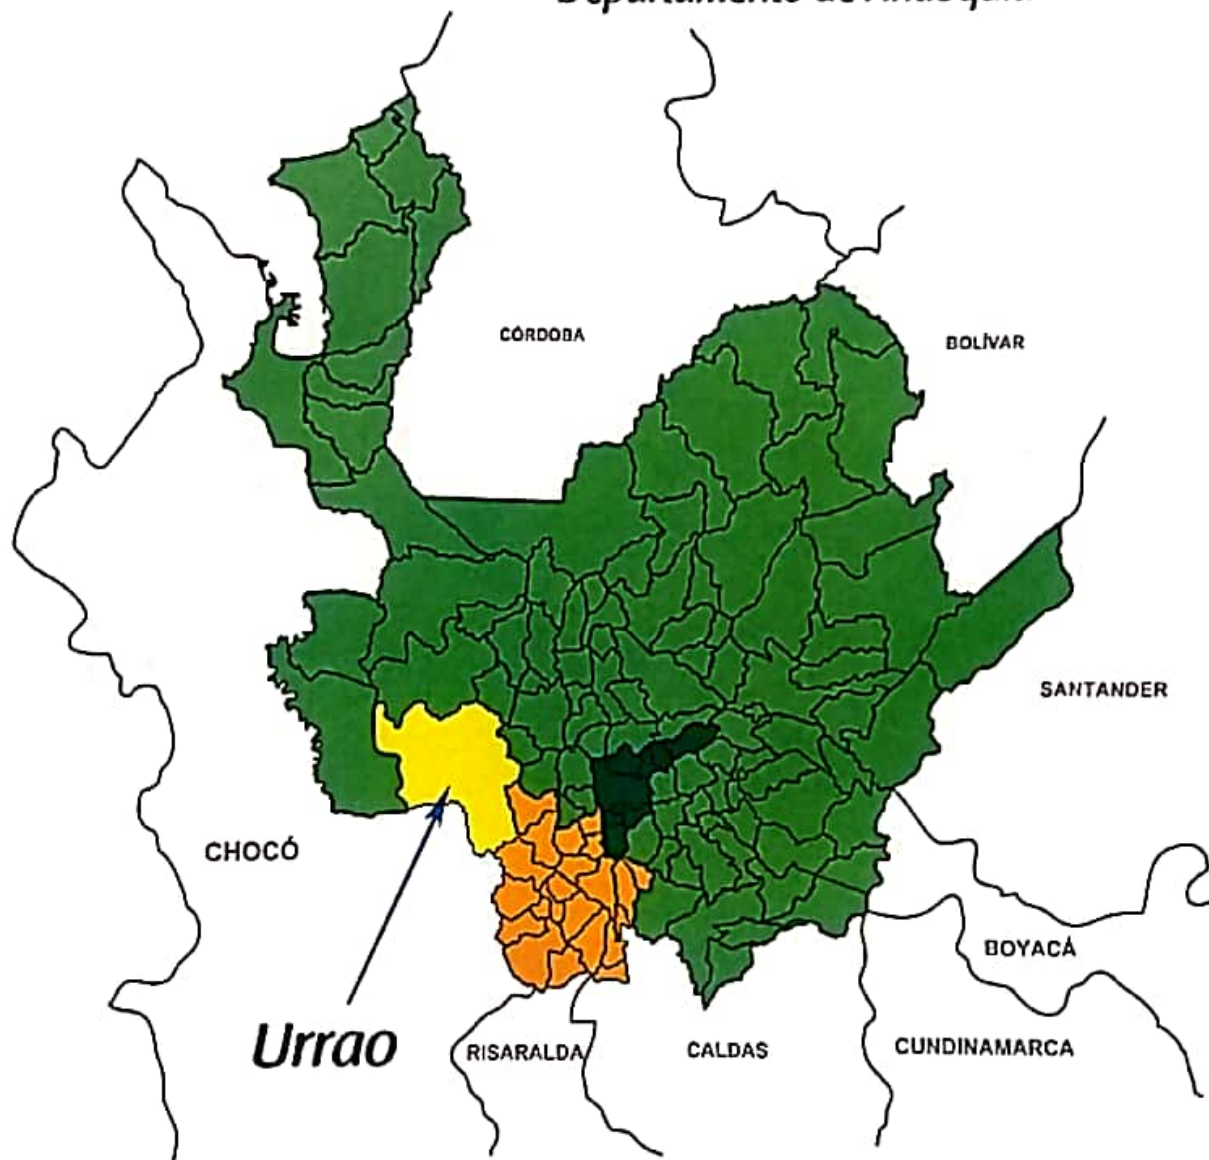 CÓRDOBA
BOLÍVAR
SANTANDER
CHOCÓ
BOYACÁ
Urrao
RISARALDA
CALDAS
CUNDINAMARCA